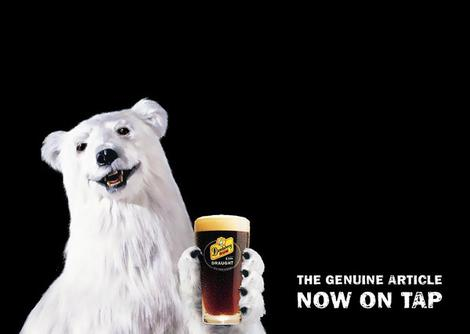 DRAUGHT
THE GENUINE ARTICLE
NOW ON TAP